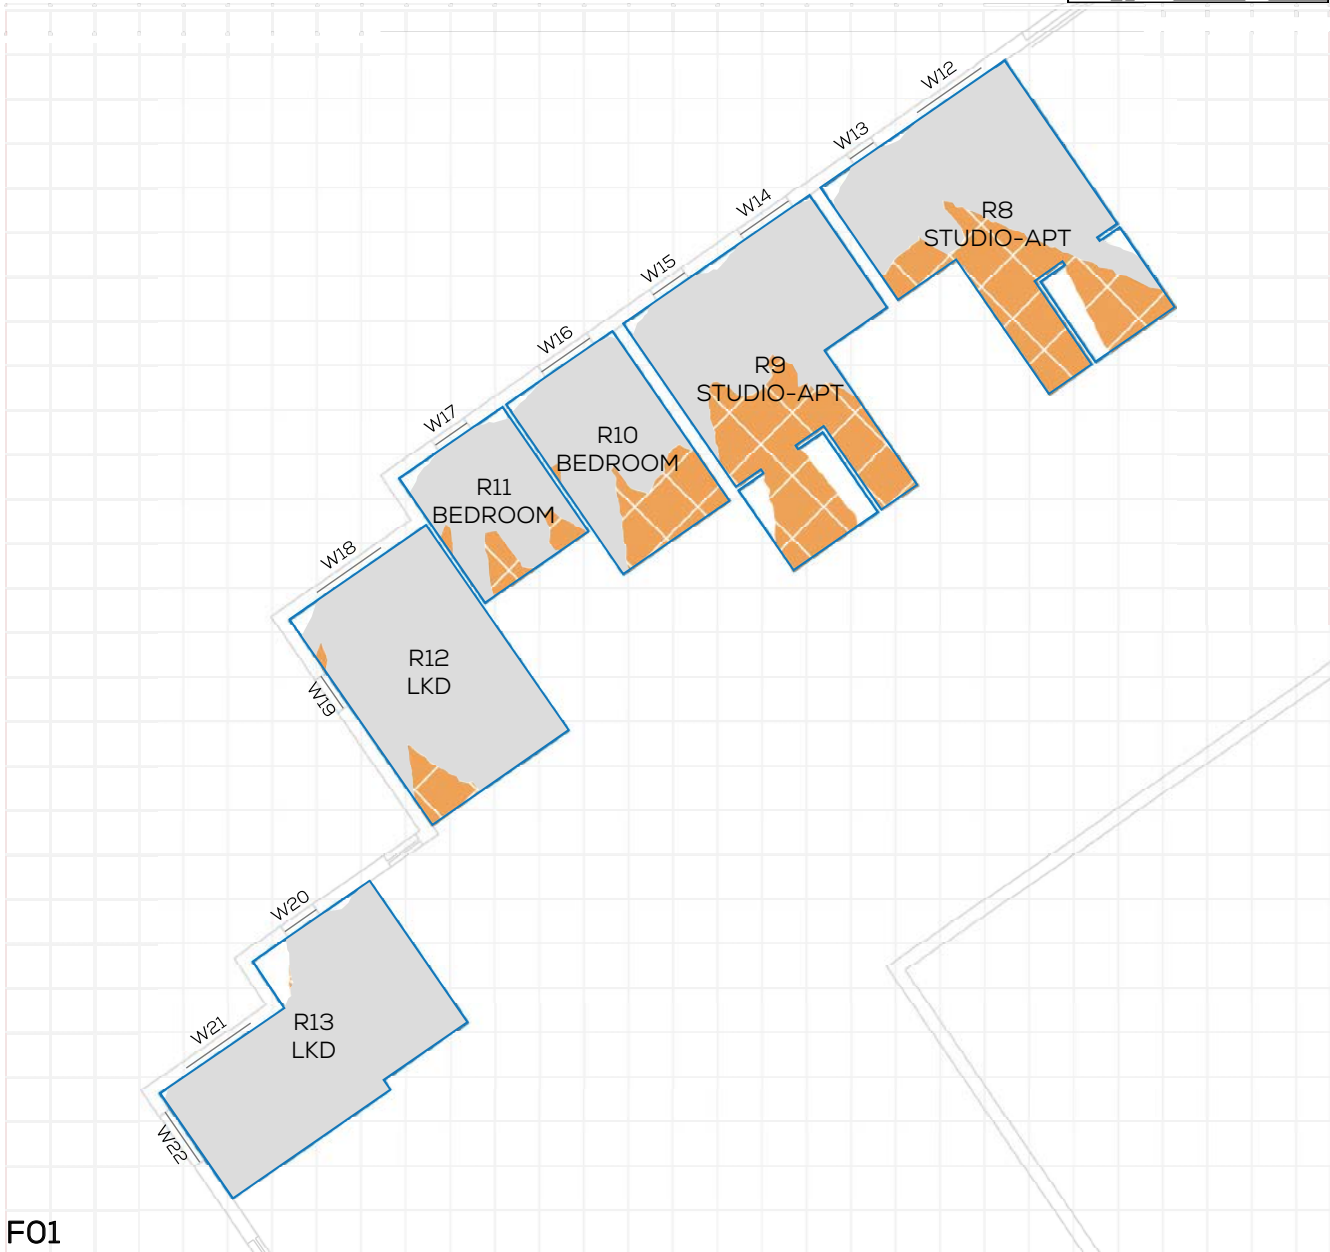 W12
W13
R8
STUDIO-APT
W14
W15
R9
STUDIO-APT
W16
R10
BEDROOM
W17
R11
BEDROOM
W18
R12
LKD
W19
W20
R13
LKD
W21
W22
F01